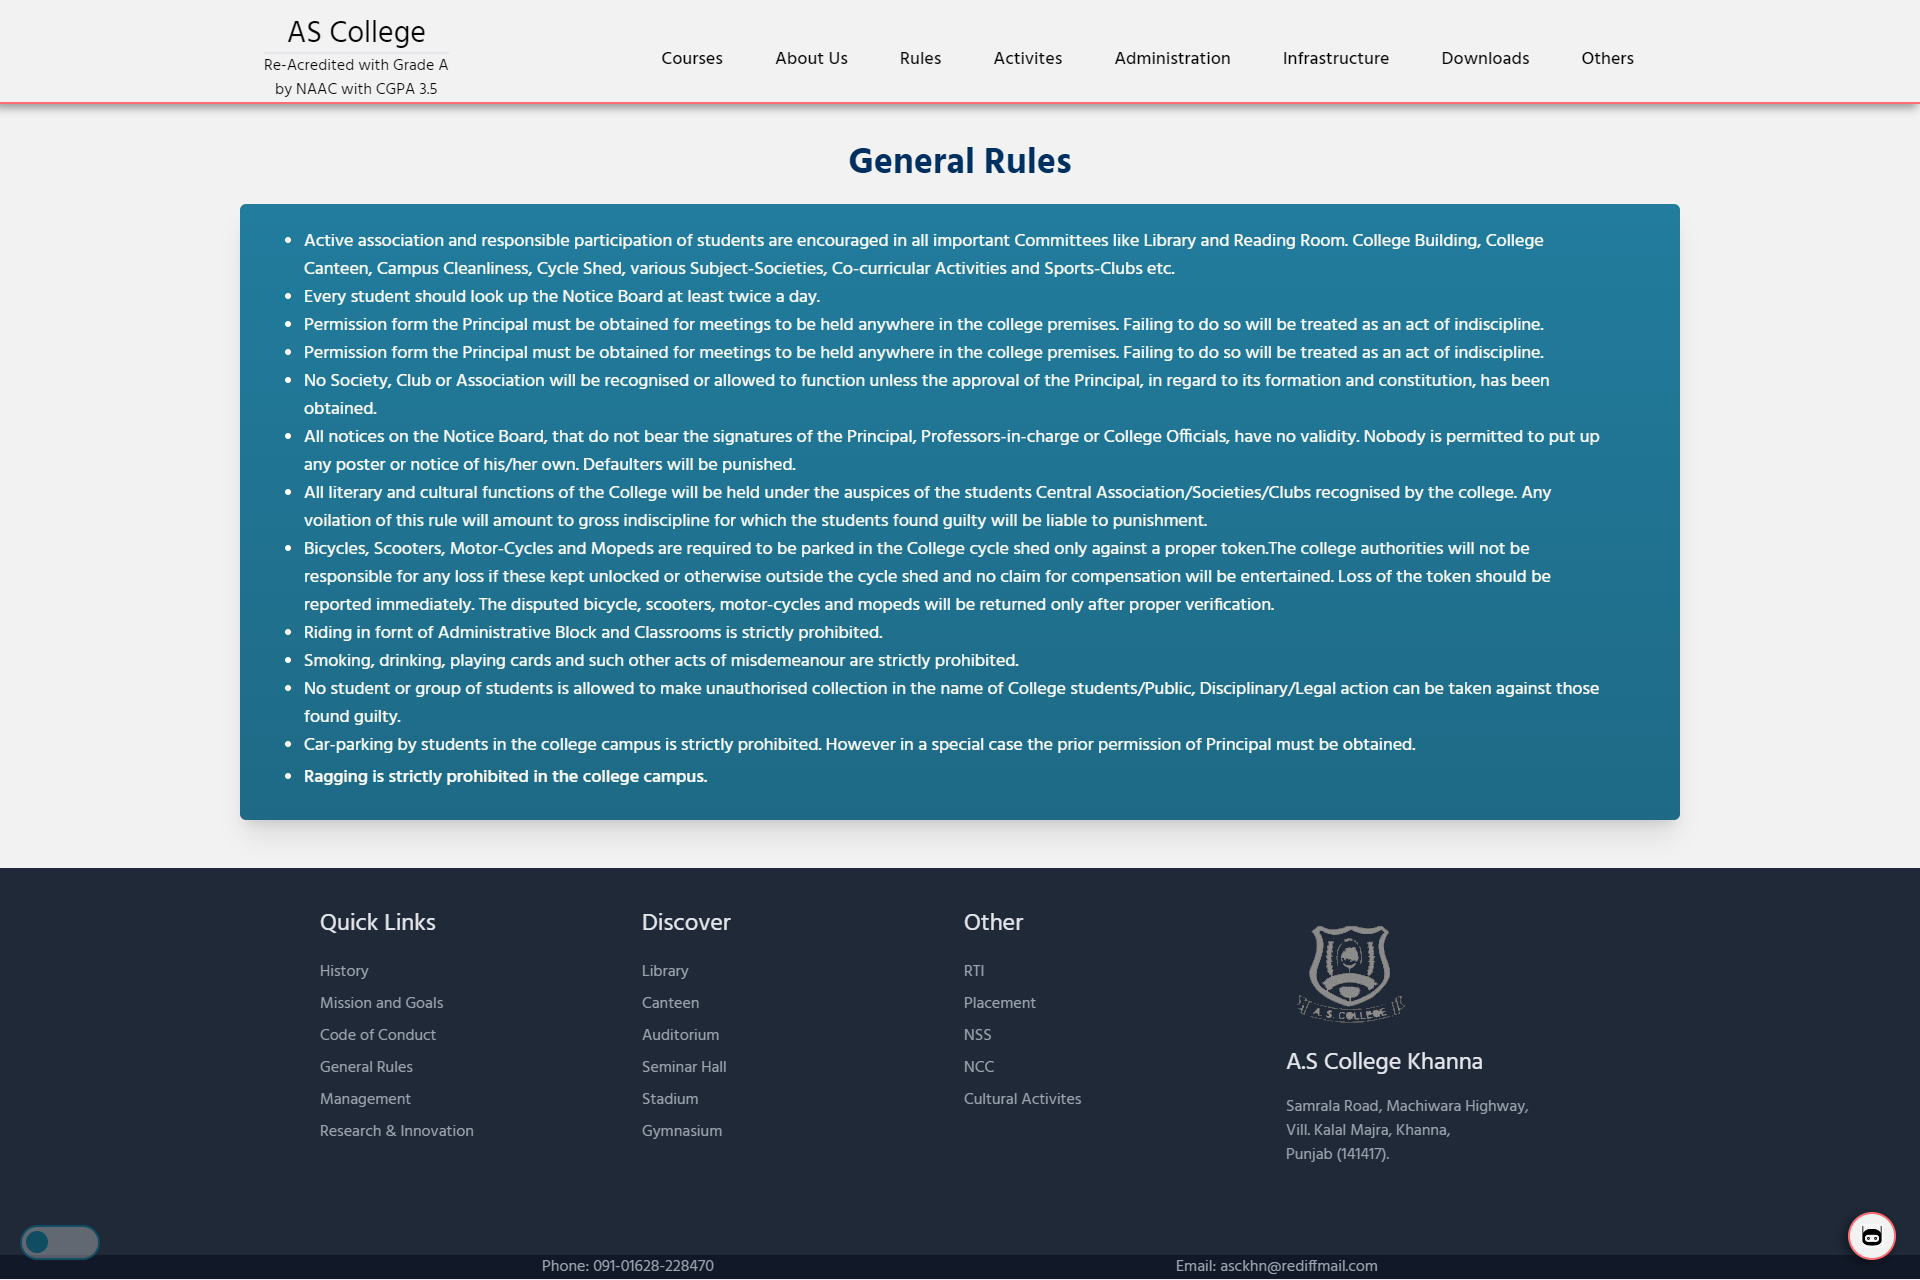 AS College
Re-Acredited with Grade A
by NAAC with CGPA 3.5
Courses
About Us
Rules
Activites
Administration
Infrastructure
Downloads
Others
General Rules
Active association and responsible participation of students are encouraged in all important Committees like Library and Reading Room. College Building, College
Canteen, Campus Cleanliness, Cycle Shed, various Subject-Societies, Co-curricular Activities and Sports-Clubs etc.
Every student should look up the Notice Board at least twice a day.
Permission form the Principal must be obtained for meetings to be held anywhere in the college premises. Failing to do so will be treated as an act of indiscipline.
Permission form the Principal must be obtained for meetings to be held anywhere in the college premises. Failing to do so will be treated as an act of indiscipline.
No Society, Club or Association will be recognised or allowed to function unless the approval of the Principal, in regard to its formation and constitution, has been
obtained.
All notices on the Notice Board, that do not bear the signatures of the Principal, Professors-in-charge or College Officials, have no validity. Nobody is permitted to put up
any poster or notice of his/her own. Defaulters will be punished.
All literary and cultural functions of the College will be held under the auspices of the students Central Association/Societies/Clubs recognised by the college. Any
voilation of this rule will amount to gross indiscipline for which the students found guilty will be liable to punishment.
Bicycles, Scooters, Motor-Cycles and Mopeds are required to be parked in the College cycle shed only against a proper token.The college authorities will not be
responsible for any loss if these kept unlocked or otherwise outside the cycle shed and no claim for compensation will be entertained. Loss of the token should be
reported immediately. The disputed bicycle, scooters, motor-cycles and mopeds will be returned only after proper verification.
Riding in fornt of Administrative Block and Classrooms is strictly prohibited.
Smoking, drinking, playing cards and such other acts of misdemeanour are strictly prohibited.
No student or group of students is allowed to make unauthorised collection in the name of College students/Public, Disciplinary/Legal action can be taken against those
found guilty.
Car-parking by students in the college campus is strictly prohibited. However in a special case the prior permission of Principal must be obtained.
Ragging is strictly prohibited in the college campus.
Quick Links
History
Mission and Goals
Code of Conduct
General Rules
Management
Research & Innovation
Discover
Library
Canteen
Auditorium
Seminar Hall
Stadium
Gymnasium
Other
RTI
Placement
NSS
NCC
Cultural Activites
A. S. COLLEGE
A.S College Khanna
Samrala Road, Machiwara Highway,
Vill. Kalal Majra, Khanna,
Punjab (141417).
Phone: 091-01628-228470
Email: asckhn@rediffmail.com